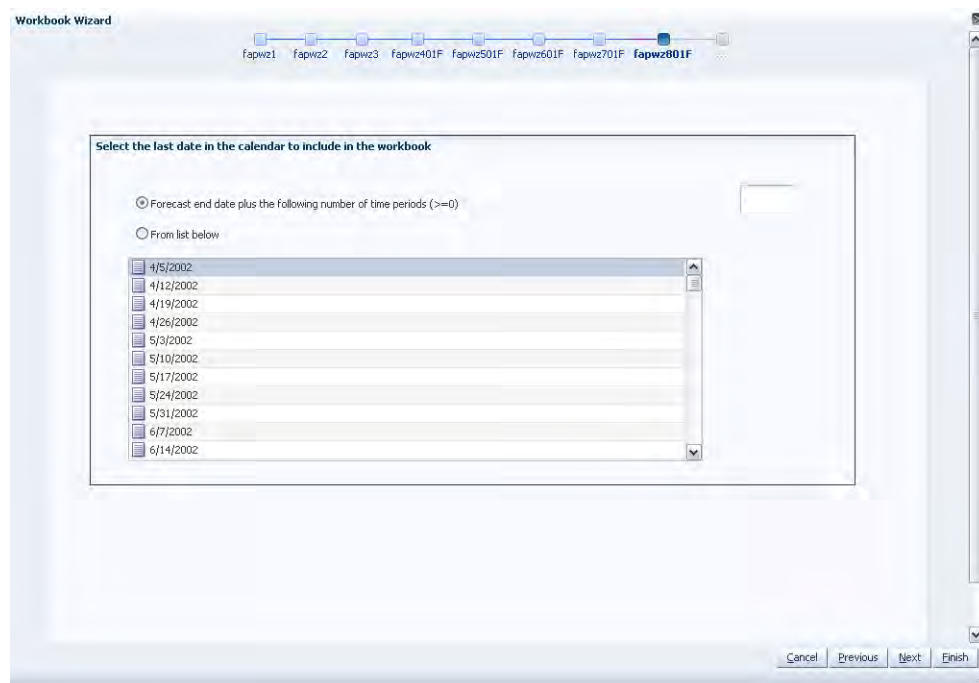 Workbook Wizard
fapwz1 fapwz2 fapwz3 fapwz401F fapwz501F fapwz601F fapwz701F fapwz801F ...
Select the last date in the calendar to include in the workbook
Forecast end date plus the following number of time periods (>=0)
From list below
4/5/2002
4/12/2002
4/19/2002
4/26/2002
5/3/2002
5/10/2002
5/17/2002
5/24/2002
5/31/2002
6/7/2002
6/14/2002
Cancel Previous Next Finish